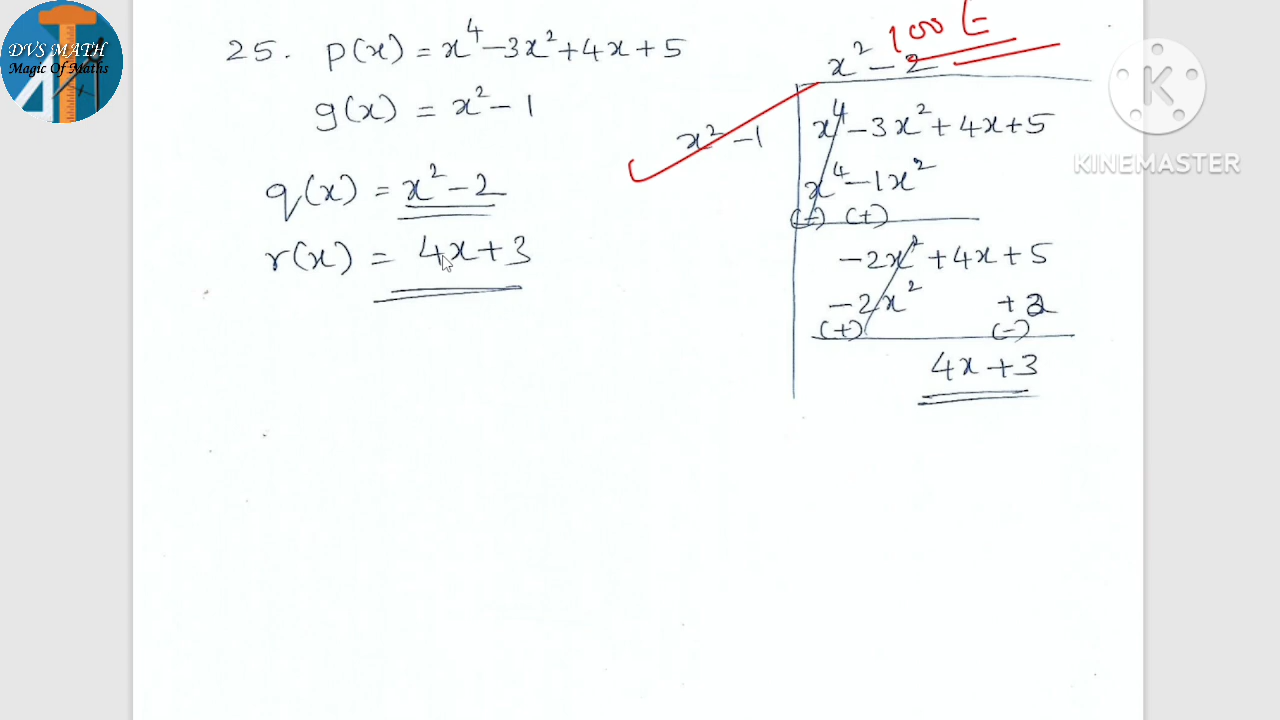 DVS MATH
Magic Of Maths
25. p(x) = x⁴ - 3x² + 4x + 5
g(x) = x² - 1
q(x) = x² - 2
r(x) = 4x + 3
100
x² - 2
x² - 1
x⁴ - 3x² + 4x + 5
x⁴ - 1x²
(-) (+)
-2x² + 4x + 5
-2x² + 2
(+) (-)
4x + 3
KINEMASTER